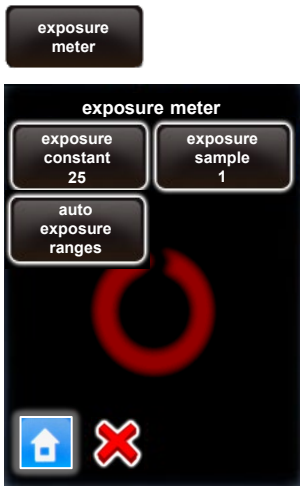 exposure
meter
exposure meter
exposure
constant
25
exposure
sample
1
auto
exposure
ranges